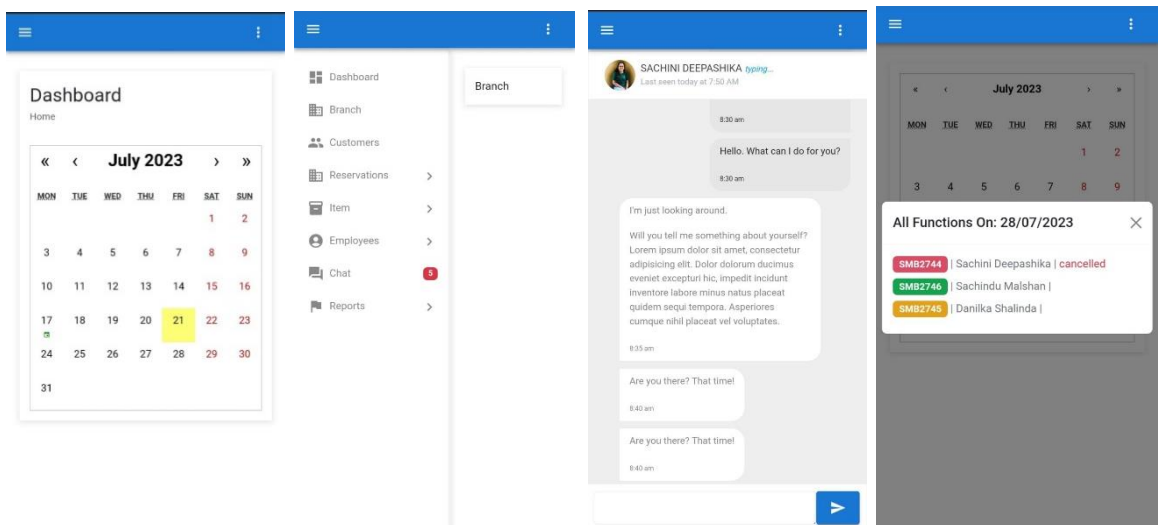 Dashboard
Home
« ‹ July 2023 › »
MON TUE WED THU FRI SAT SUN
1 2
3 4 5 6 7 8 9
10 11 12 13 14 15 16
17 18 19 20 21 22 23
24 25 26 27 28 29 30
31
Dashboard
Branch
Customers
Reservations
Item
Employees
Chat 5
Reports
Branch
SACHINI DEEPASHIKA typing...
Last seen today at 7:50 AM
8:30 am
Hello. What can I do for you?
8:30 am
I'm just looking around.
Will you tell me something about yourself?
Lorem ipsum dolor sit amet, consectetur
adipisicing elit. Dolor dolorum ducimus
eveniet excepturi hic, impedit incidunt
inventore labore minus natus placeat
quidem sequi tempora. Asperiores
cumque nihil placeat vel voluptates.
8:35 am
Are you there? That time!
8:40 am
Are you there? That time!
8:40 am
« ‹ July 2023 › »
MON TUE WED THU FRI SAT SUN
1 2
3 4 5 6 7 8 9
All Functions On: 28/07/2023
SMB2744 | Sachini Deepashika | cancelled
SMB2746 | Sachindu Malshan |
SMB2745 | Danilka Shalinda |